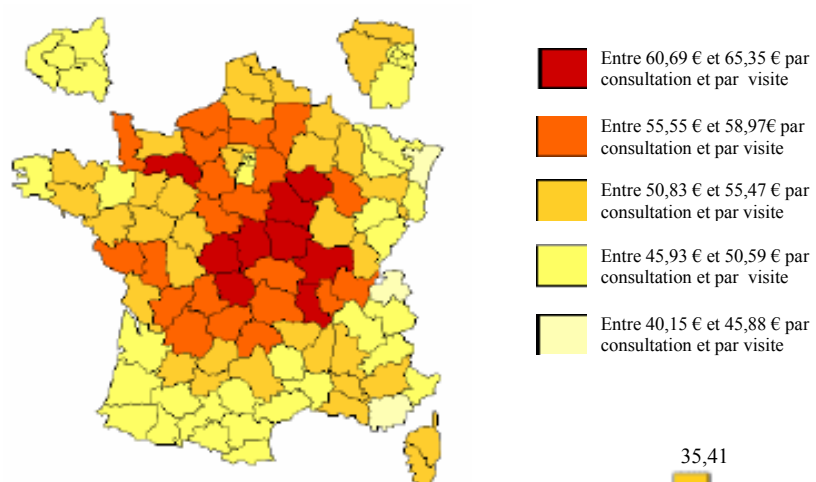 Entre 60,69 € et 65,35 € par
consultation et par visite
Entre 55,55 € et 58,97€ par
consultation et par visite
Entre 50,83 € et 55,47 € par
consultation et par visite
Entre 45,93 € et 50,59 € par
consultation et par visite
Entre 40,15 € et 45,88 € par
consultation et par visite
35,41